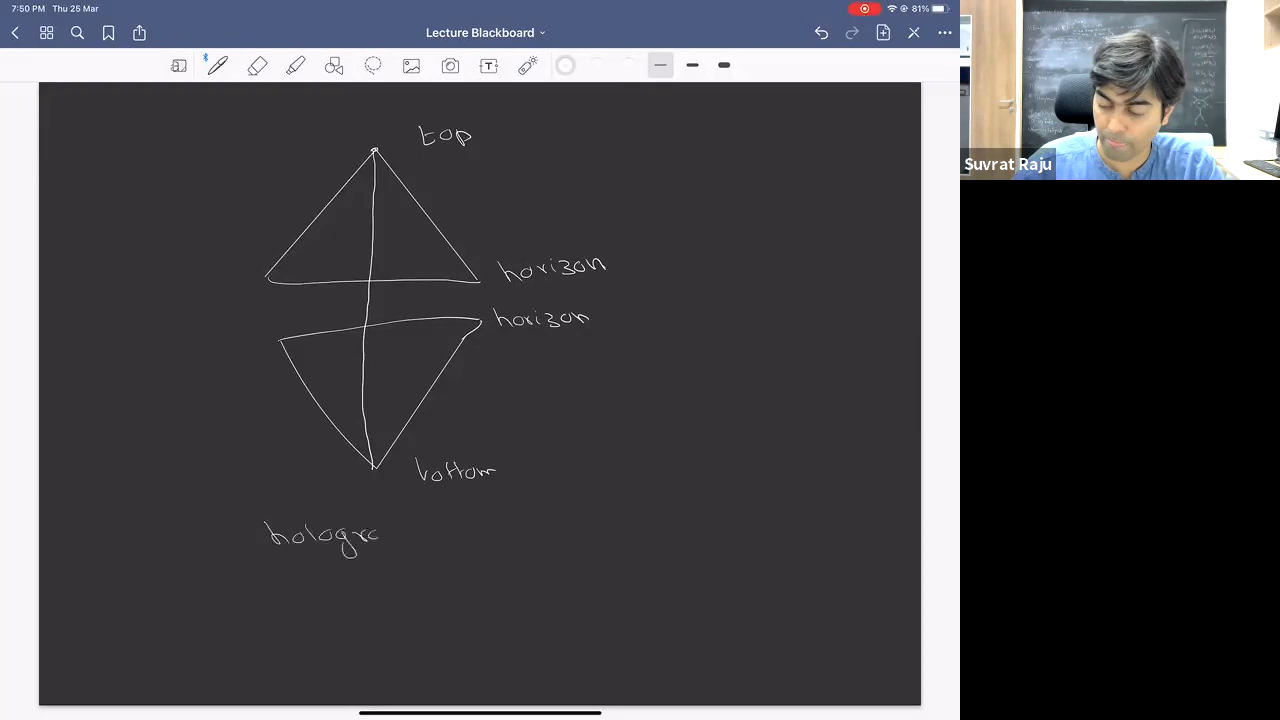 7:50 PM Thu 25 Mar
81%
Lecture Blackboard
T
top
horizon
horizon
bottom
hologra
Suvrat Raju